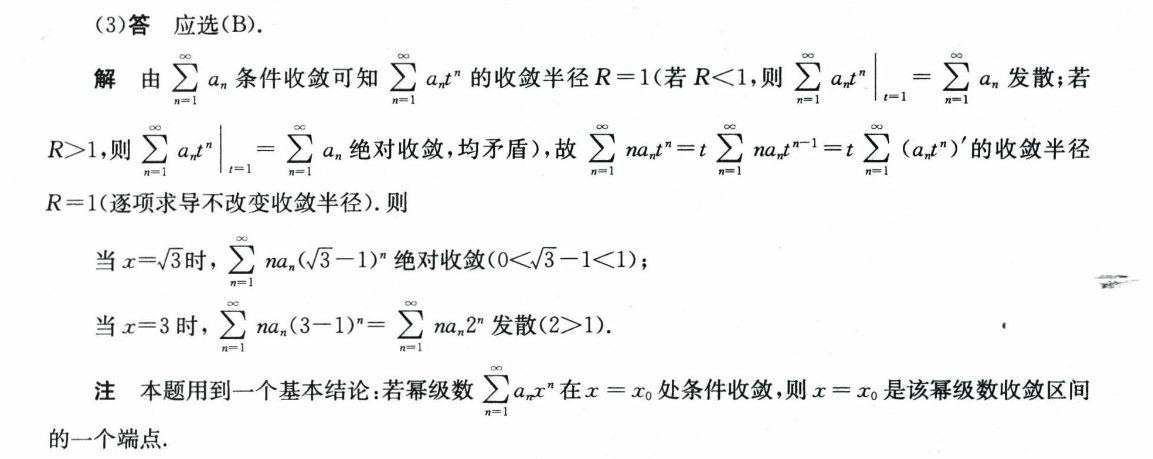 (3)答 应选(B).
解 由 $\sum_{n=1}^{\infty} a_n$ 条件收敛可知 $\sum_{n=1}^{\infty} a_n t^n$ 的收敛半径 R=1(若 R<1,则 $\sum_{n=1}^{\infty} a_n t^n \big|_{t=1} = \sum_{n=1}^{\infty} a_n$ 发散;若
R>1,则 $\sum_{n=1}^{\infty} a_n t^n \big|_{t=1} = \sum_{n=1}^{\infty} a_n$ 绝对收敛,均矛盾),故 $\sum_{n=1}^{\infty} na_n t^n = t \sum_{n=1}^{\infty} na_n t^{n-1} = t \sum_{n=1}^{\infty} (a_n t^n)'$ 的收敛半径
R=1(逐项求导不改变收敛半径).则
当 $x=\sqrt{3}$ 时, $\sum_{n=1}^{\infty} na_n(\sqrt{3}-1)^n$ 绝对收敛$(0<\sqrt{3}-1<1)$;
当 x=3 时, $\sum_{n=1}^{\infty} na_n(3-1)^n = \sum_{n=1}^{\infty} na_n 2^n$ 发散(2>1).
注 本题用到一个基本结论:若幂级数 $\sum_{n=1}^{\infty} a_n x^n$ 在 $x=x_0$ 处条件收敛,则 $x=x_0$ 是该幂级数收敛区间
的一个端点.